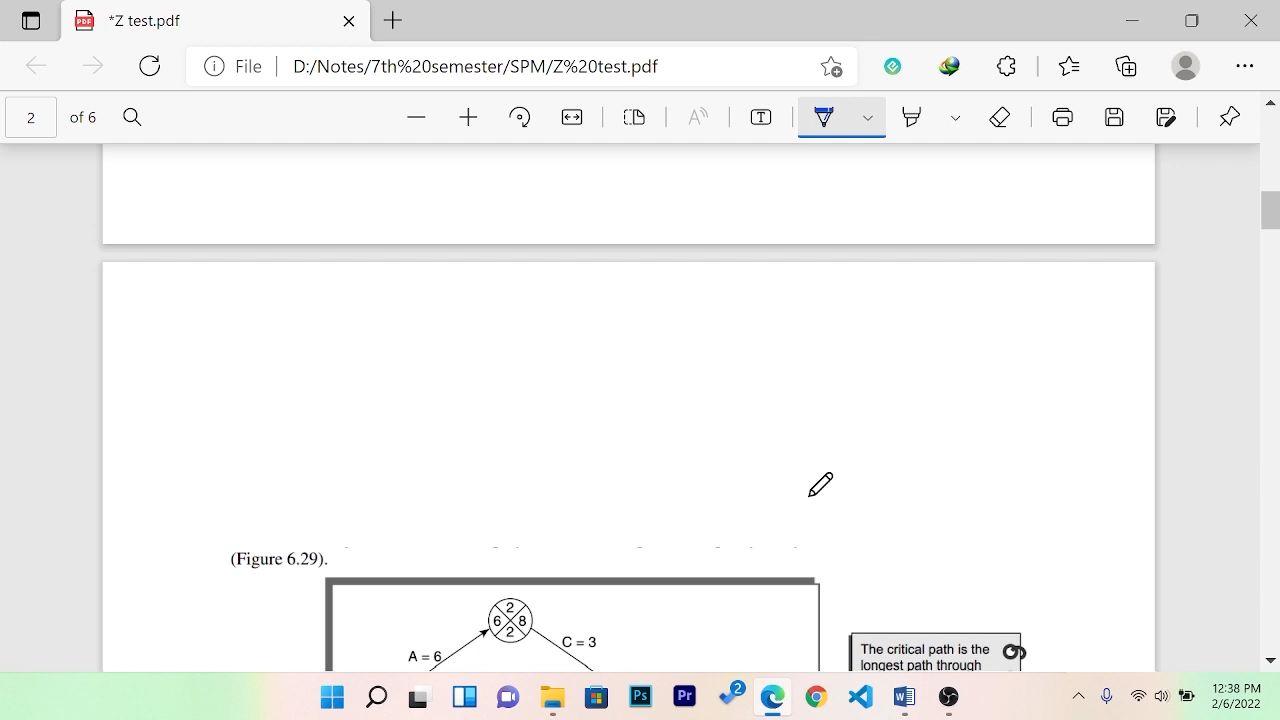 *Z test.pdf
File
D:/Notes/7th%20semester/SPM/Z%20test.pdf
2 of 6
(Figure 6.29).
2
6 8
2
A = 6
C = 3
The critical path is the
longest path through
2
12:38 PM
2/6/2022